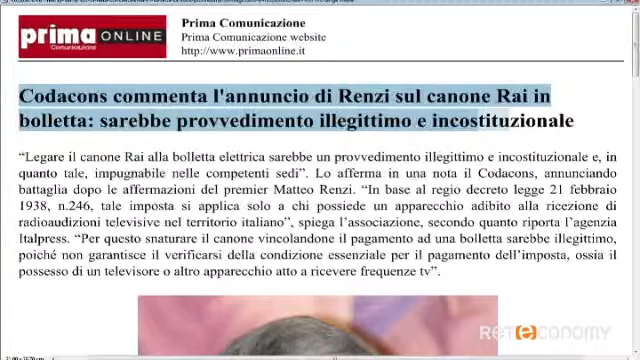 prima ONLINE
Comunicazione
Prima Comunicazione
Prima Comunicazione website
http://www.primaonline.it
Codacons commenta l'annuncio di Renzi sul canone Rai in
bolletta: sarebbe provvedimento illegittimo e incostituzionale
“Legare il canone Rai alla bolletta elettrica sarebbe un provvedimento illegittimo e incostituzionale e, in
quanto tale, impugnabile nelle competenti sedi”. Lo afferma in una nota il Codacons, annunciando
battaglia dopo le affermazioni del premier Matteo Renzi. “In base al regio decreto legge 21 febbraio
1938, n.246, tale imposta si applica solo a chi possiede un apparecchio adibito alla ricezione di
radioaudizioni televisive nel territorio italiano”, spiega l’associazione, secondo quanto riporta l’agenzia
Italpress. “Per questo snaturare il canone vincolandone il pagamento ad una bolletta sarebbe illegittimo,
poiché non garantisce il verificarsi della condizione essenziale per il pagamento dell’imposta, ossia il
possesso di un televisore o altro apparecchio atto a ricevere frequenze tv”.
RETECONOMY